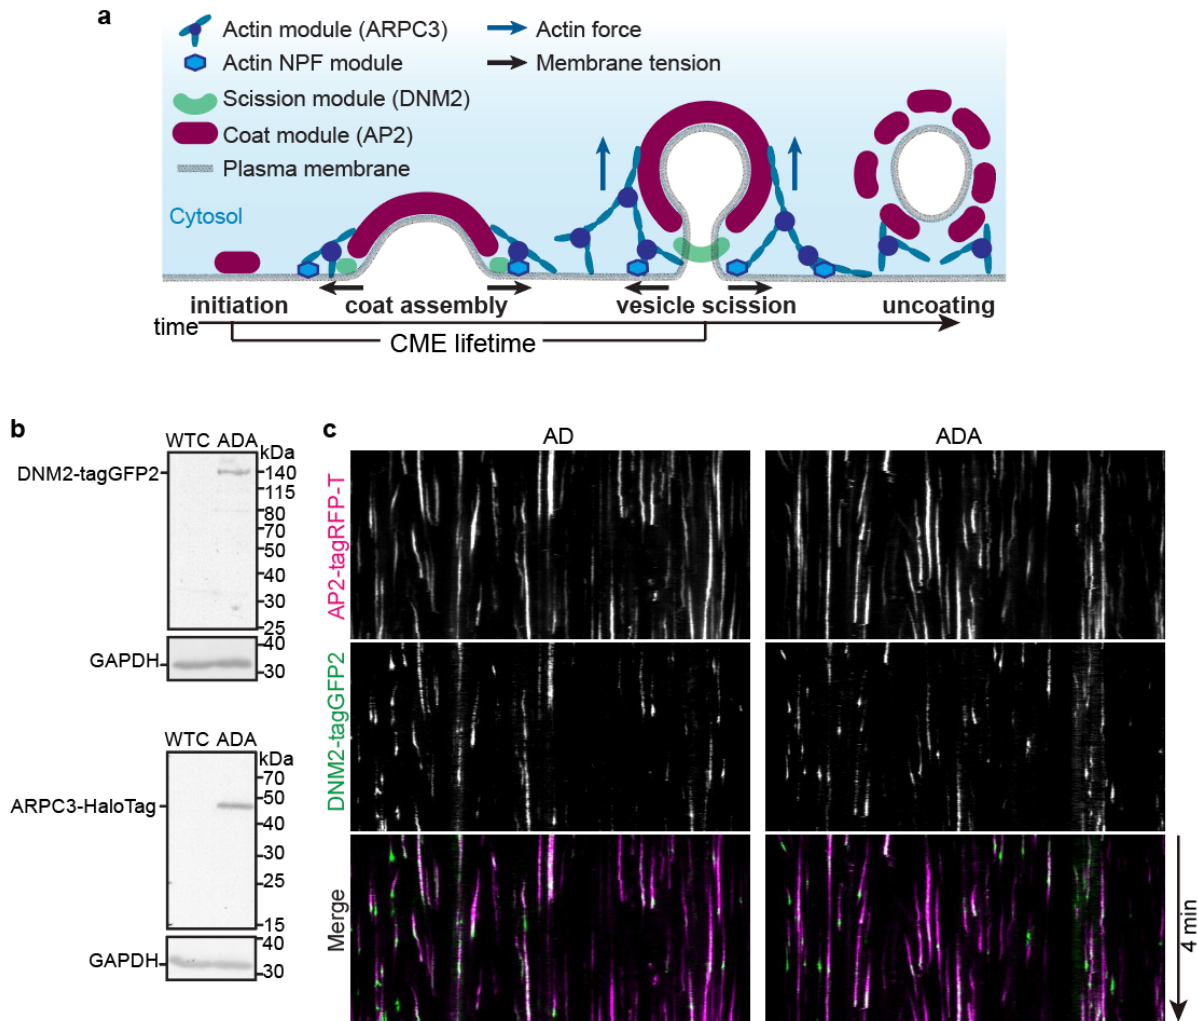 a
Actin module (ARPC3)
Actin force
Actin NPF module
Membrane tension
Scission module (DNM2)
Coat module (AP2)
Plasma membrane
Cytosol
initiation
coat assembly
vesicle scission
uncoating
time
CME lifetime
b
WTC ADA
kDa
DNM2-tagGFP2
140
115
80
70
50
40
30
25
GAPDH
40
30
WTC ADA
kDa
ARPC3-HaloTag
70
50
40
30
25
15
GAPDH
40
30
c
AD
ADA
AP2-tagRFP-T
DNM2-tagGFP2
Merge
4 min